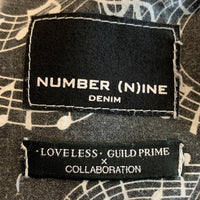 NUMBER (N)INE
DENIM
·LOVELESS· GUILD PRIME
×
COLLABORATION